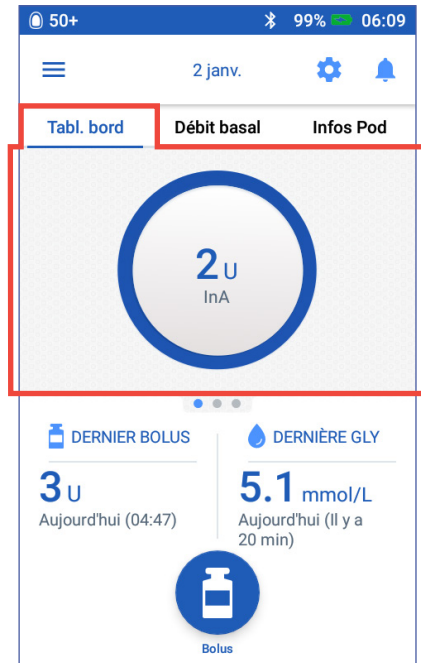 50+ 99% 06:09
2 janv.
Tabl. bord Débit basal Infos Pod
2 U
InA
DERNIER BOLUS DERNIÈRE GLY
3 U 5.1 mmol/L
Aujourd'hui (04:47) Aujourd'hui (Il y a
20 min)
Bolus